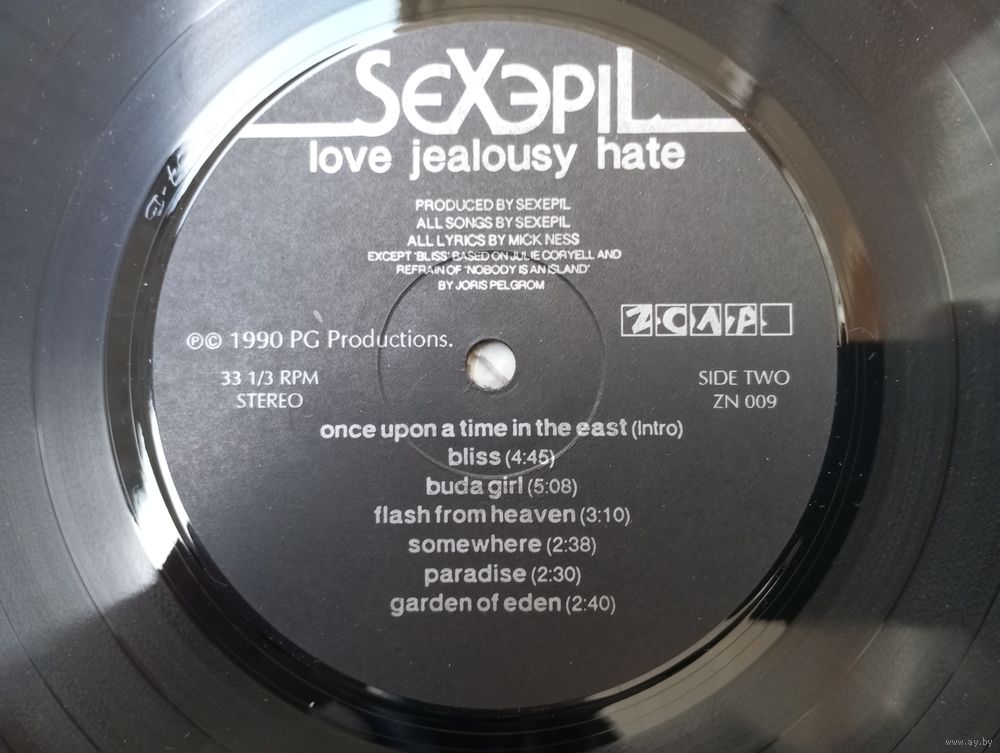 SEXEPIL
love jealousy hate
PRODUCED BY SEXEPIL
ALL SONGS BY SEXEPIL
ALL LYRICS BY MICK NESS
EXCEPT 'BLISS' BASED ON JULIE CORYELL AND
REFRAIN OF 'NOBODY IS AN ISLAND'
BY JORIS PELGROM
℗© 1990 PG Productions.
33 1/3 RPM
STEREO
SIDE TWO
ZN 009
once upon a time in the east (Intro)
bliss (4:45)
buda girl (5:08)
flash from heaven (3:10)
somewhere (2:38)
paradise (2:30)
garden of eden (2:40)
www.ay.by